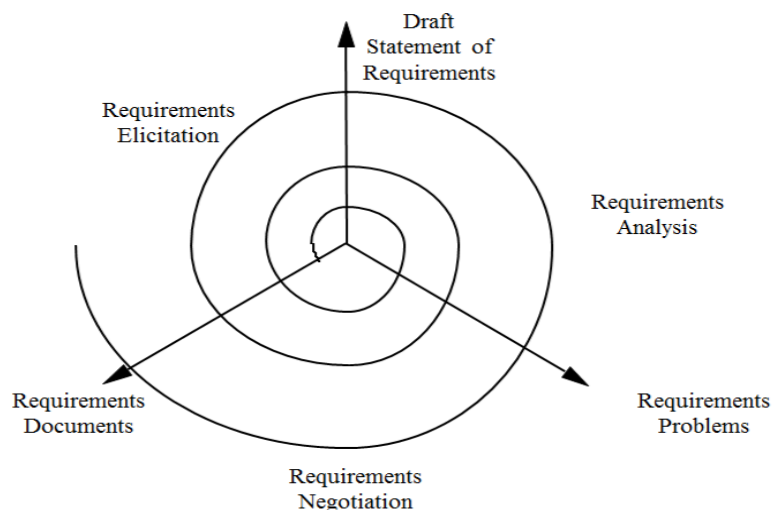 Draft
Statement of
Requirements
Requirements
Elicitation
Requirements
Analysis
Requirements
Documents
Requirements
Problems
Requirements
Negotiation